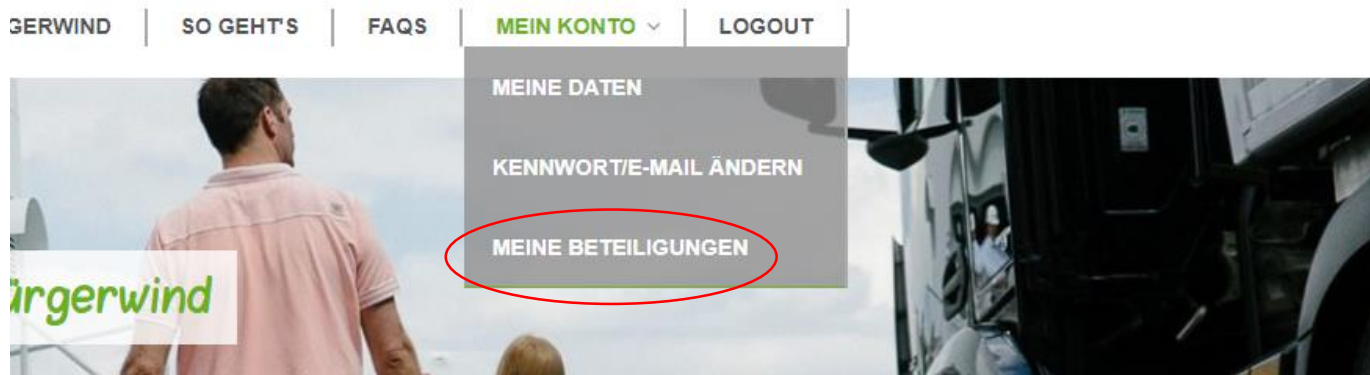 GERWIND SO GEHT'S FAQS MEIN KONTO LOGOUT
MEINE DATEN
KENNWORT/E-MAIL ÄNDERN
MEINE BETEILIGUNGEN
ürgerwind